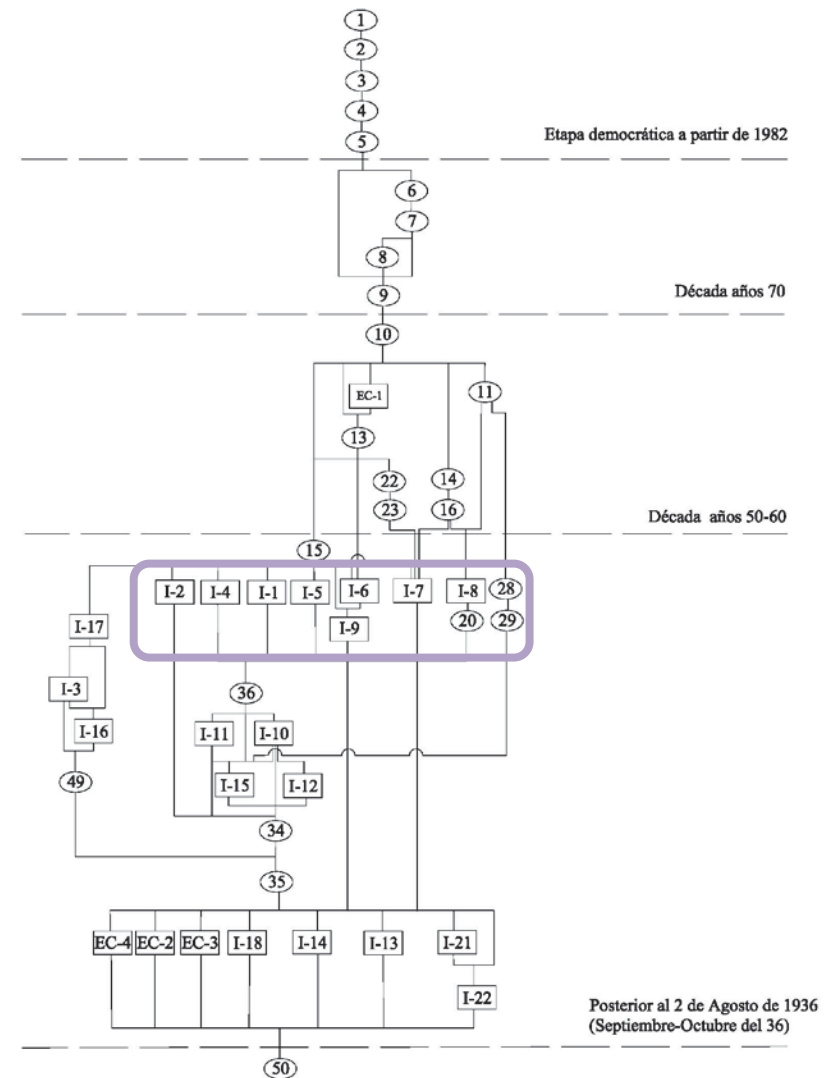 1
2
3
4
5
Etapa democrática a partir de 1982
6
7
8
9
Década años 70
10
EC-1
11
13
22
14
23
16
Década años 50-60
15
I-2
I-4
I-1
I-5
I-6
I-7
I-8
28
I-17
I-9
20
29
I-3
36
I-16
I-11
I-10
49
I-15
I-12
34
35
EC-4
EC-2
EC-3
I-18
I-14
I-13
I-21
I-22
Posterior al 2 de Agosto de 1936
(Septiembre-Octubre del 36)
50